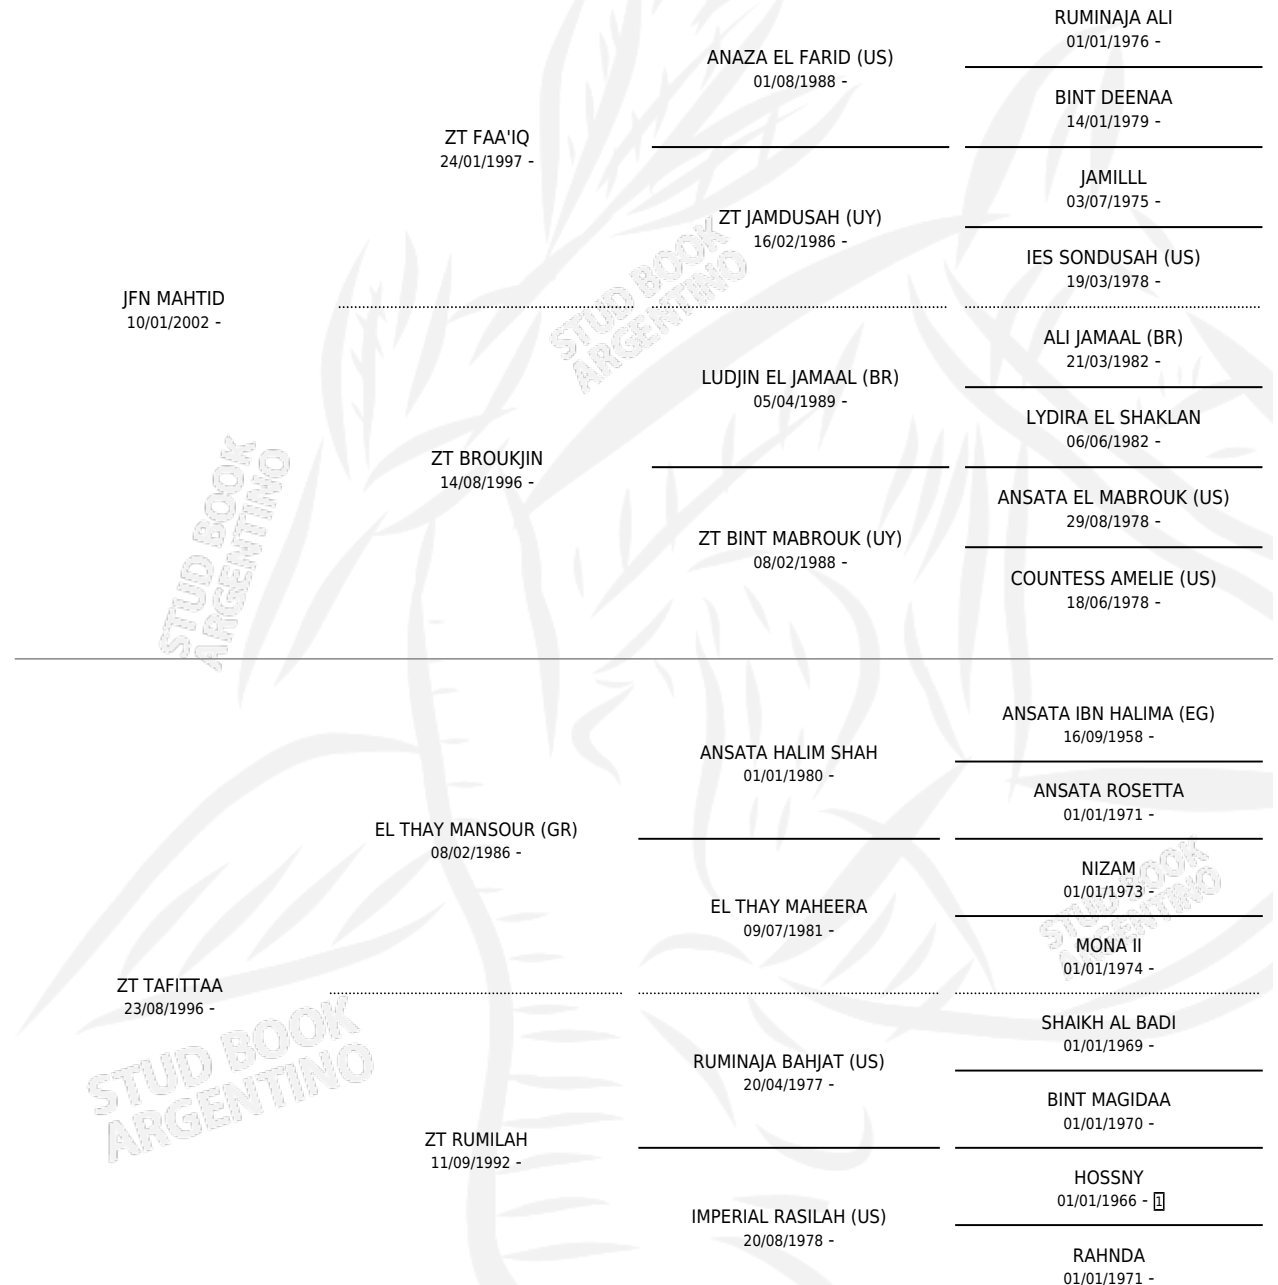 RUMINAJA ALI
01/01/1976 -
ANAZA EL FARID (US)
01/08/1988 -
BINT DEENAA
14/01/1979 -
ZT FAA'IQ
24/01/1997 -
JAMILLL
03/07/1975 -
ZT JAMDUSAH (UY)
16/02/1986 -
IES SONDUSAH (US)
19/03/1978 -
JFN MAHTID
10/01/2002 -
ALI JAMAAL (BR)
21/03/1982 -
LUDJIN EL JAMAAL (BR)
05/04/1989 -
LYDIRA EL SHAKLAN
06/06/1982 -
ZT BROUKJIN
14/08/1996 -
ANSATA EL MABROUK (US)
29/08/1978 -
ZT BINT MABROUK (UY)
08/02/1988 -
COUNTESS AMELIE (US)
18/06/1978 -
ANSATA IBN HALIMA (EG)
16/09/1958 -
ANSATA HALIM SHAH
01/01/1980 -
ANSATA ROSETTA
01/01/1971 -
EL THAY MANSOUR (GR)
08/02/1986 -
NIZAM
01/01/1973 -
EL THAY MAHEERA
09/07/1981 -
MONA II
01/01/1974 -
ZT TAFITTAA
23/08/1996 -
SHAIKH AL BADI
01/01/1969 -
RUMINAJA BAHJAT (US)
20/04/1977 -
BINT MAGIDAA
01/01/1970 -
ZT RUMILAH
11/09/1992 -
HOSSNY
01/01/1966 - 1
IMPERIAL RASILAH (US)
20/08/1978 -
RAHNDA
01/01/1971 -
STUD BOOK
ARGENTINO
STUD BOOK
ARGENTINO
STUD BOOK
ARGENTINO
STUD BOOK
ARGENTINO